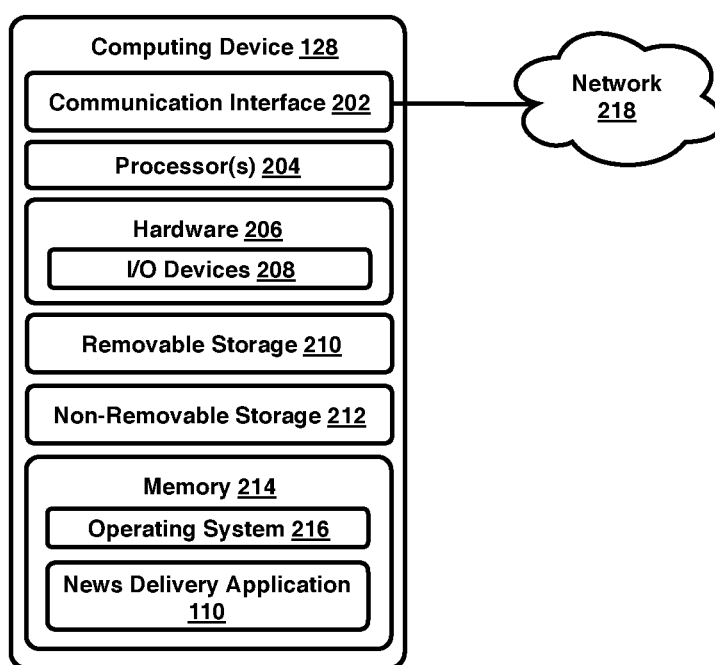 Computing Device 128
Communication Interface 202
Network
218
Processor(s) 204
Hardware 206
I/O Devices 208
Removable Storage 210
Non-Removable Storage 212
Memory 214
Operating System 216
News Delivery Application
110